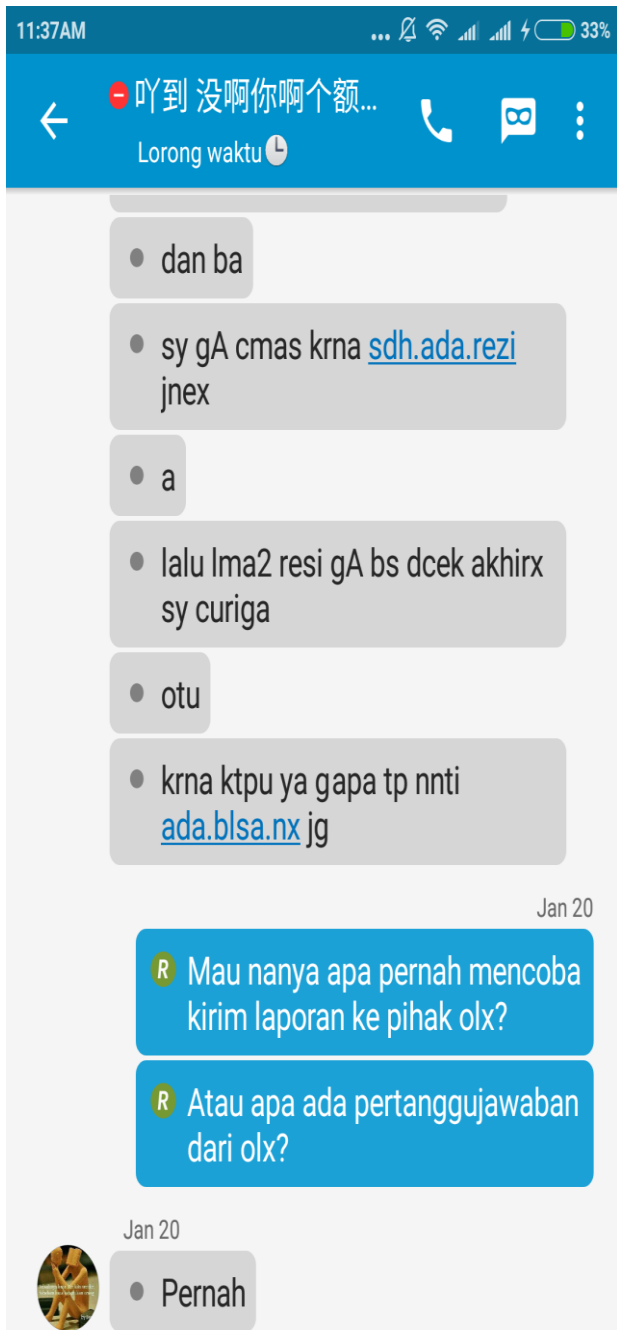 11:37AM
... 33%
吖到 没啊你啊个额...
Lorong waktu
dan ba
sy gA cmas krna sdh.ada.rezi
jnex
a
lalu lma2 resi gA bs dcek akhirx
sy curiga
otu
krna ktpu ya gapa tp nnti
ada.blsa.nx jg
Jan 20
R Mau nanya apa pernah mencoba
kirim laporan ke pihak olx?
R Atau apa ada pertanggujawaban
dari olx?
Jan 20
Pernah